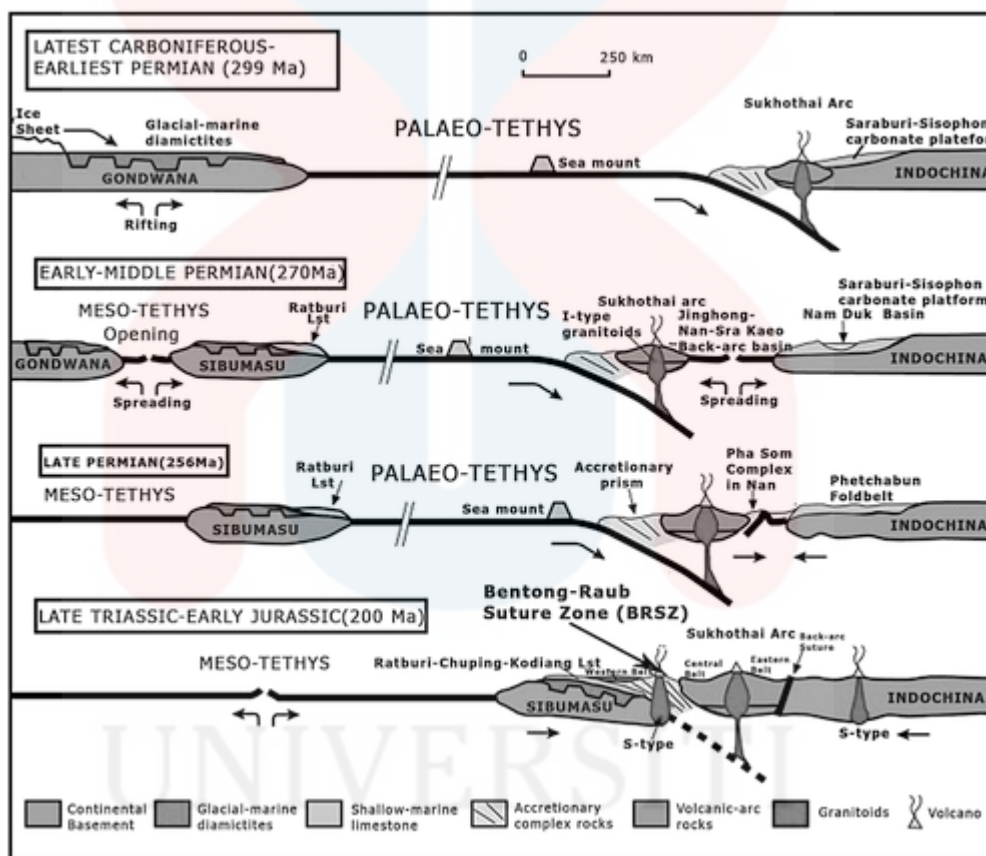 LATEST CARBONIFEROUS-
EARLIEST PERMIAN (299 Ma)
0 250 km
Ice
Sheet
Glacial-marine
diamictites
PALAEO-TETHYS
Sea mount
Sukhothai Arc
Saraburi-Sisophon
carbonate platefor
GONDWANA
INDOCHINA
Rifting
EARLY-MIDDLE PERMIAN(270Ma)
MESO-TETHYS
Opening
Ratburi
Lst
PALAEO-TETHYS
Sea mount
I-type
granitoids
Sukhothai arc
Jinghong-
Nan-Sra Kaeo
Back-arc basin
Saraburi-Sisophon
carbonate platform
Nam Duk Basin
GONDWANA
SIBUMASU
INDOCHINA
Spreading
Spreading
LATE PERMIAN(256Ma)
MESO-TETHYS
Ratburi
Lst
PALAEO-TETHYS
Sea mount
Accretionary
prism
Pha Som
Complex
in Nan
Phetchabun
Foldbelt
SIBUMASU
INDOCHINA
LATE TRIASSIC-EARLY JURASSIC(200 Ma)
Bentong-Raub
Suture Zone (BRSZ)
MESO-TETHYS
Ratburi-Chuping-Kodiang Lst
Western Belt
Sukhothai Arc
Central
Belt
Eastern
Belt
Back-arc
Suture
SIBUMASU
INDOCHINA
S-type
S-type
UNIVERSITI
Continental
Basement
Glacial-marine
diamictites
Shallow-marine
limestone
Accretionary
complex rocks
Volcanic-arc
rocks
Granitoids
Volcano